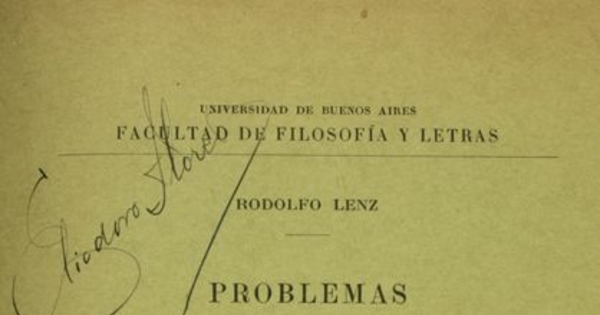 UNIVERSIDAD DE BUENOS AIRES
FACULTAD DE FILOSOFÍA Y LETRAS
RODOLFO LENZ
PROBLEMAS